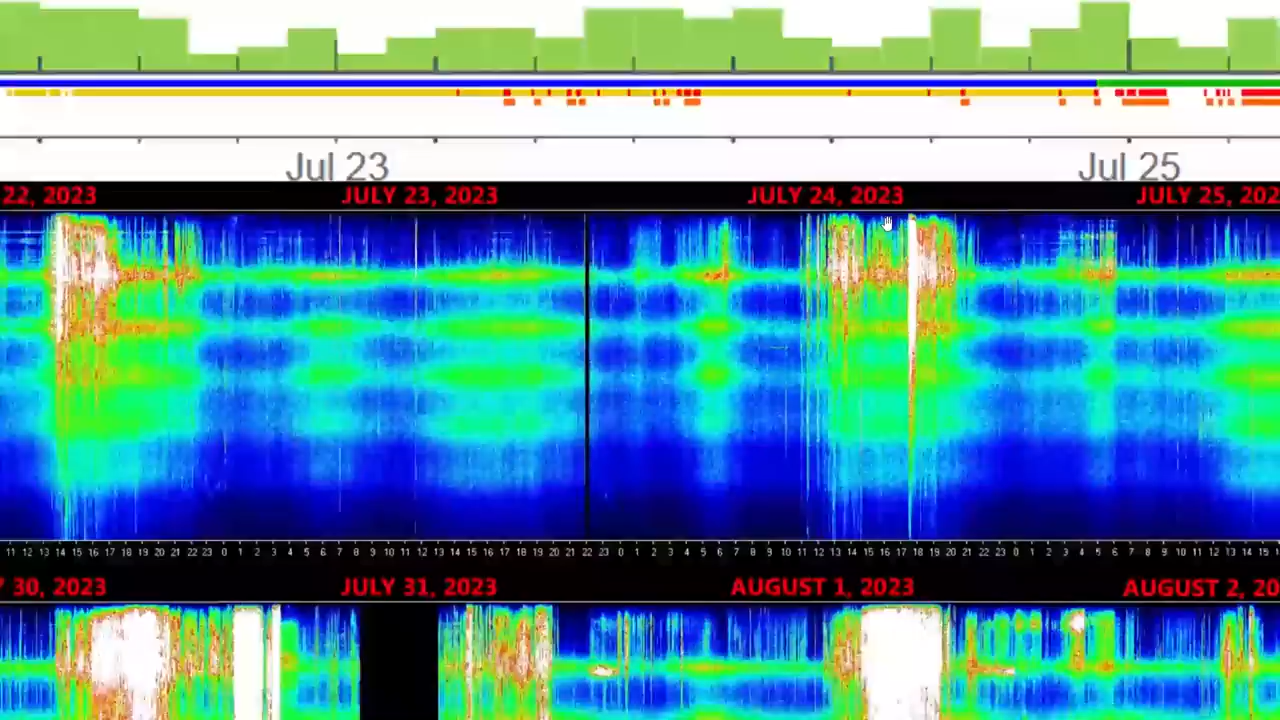 Jul 23 Jul 25
22, 2023 JULY 23, 2023 JULY 24, 2023 JULY 25, 202
11 12 13 14 15 16 17 18 19 20 21 22 23 0 1 2 3 4 5 6 7 8 9 10 11 12 13 14 15 16 17 18 19 20 21 22 23 0 1 2 3 4 5 6 7 8 9 10 11 12 13 14 15 16 17 18 19 20 21 22 23 0 1 2 3 4 5 6 7 8 9 10 11 12 13 14 15
30, 2023 JULY 31, 2023 AUGUST 1, 2023 AUGUST 2, 20